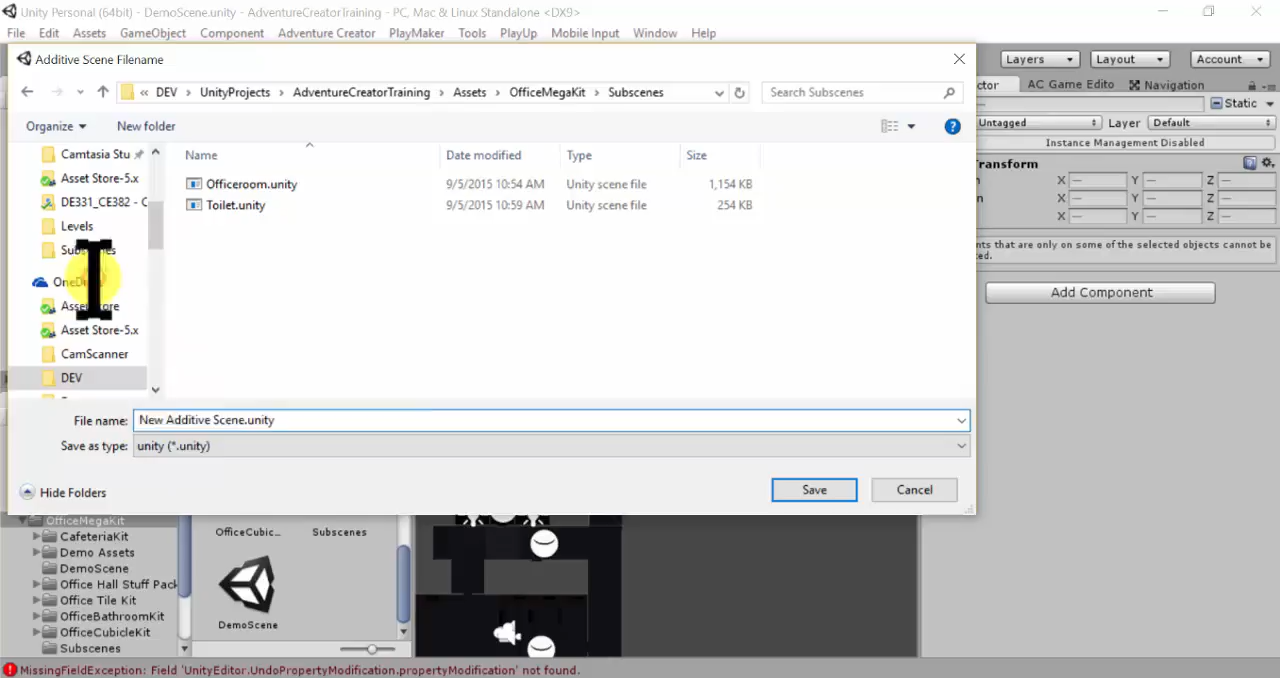 Unity Personal (64bit) - DemoScene.unity - AdventureCreatorTraining - PC, Mac & Linux Standalone <DX9>
File Edit Assets GameObject Component Adventure Creator PlayMaker Tools PlayUp Mobile Input Window Help
Additive Scene Filename
Layers Layout Account
« DEV › UnityProjects › AdventureCreatorTraining › Assets › OfficeMegaKit › Subscenes
Search Subscenes
ctor AC Game Edito Navigation
Static
Organize New folder
Untagged Layer Default
Instance Management Disabled
Name Date modified Type Size
Transform
Officeroom.unity 9/5/2015 10:54 AM Unity scene file 1,154 KB
Toilet.unity 9/5/2015 10:59 AM Unity scene file 254 KB
n X — Y — Z —
n X — Y — Z —
X — Y — Z —
Camtasia Stu
Asset Store-5.x
DE331_CE382 - C
Levels
nts that are only on some of the selected objects cannot be
ed.
Add Component
Asset Store-5.x
CamScanner
DEV
File name: New Additive Scene.unity
Save as type: unity (*.unity)
Hide Folders Save Cancel
OfficeMegaKit
CafeteriaKit
Demo Assets
DemoScene
Office Hall Stuff Pack
Office Tile Kit
OfficeBathroomKit
OfficeCubicleKit
Subscenes
OfficeCubic... Subscenes
DemoScene
MissingFieldException: Field 'UnityEditor.UndoPropertyModification.propertyModification' not found.